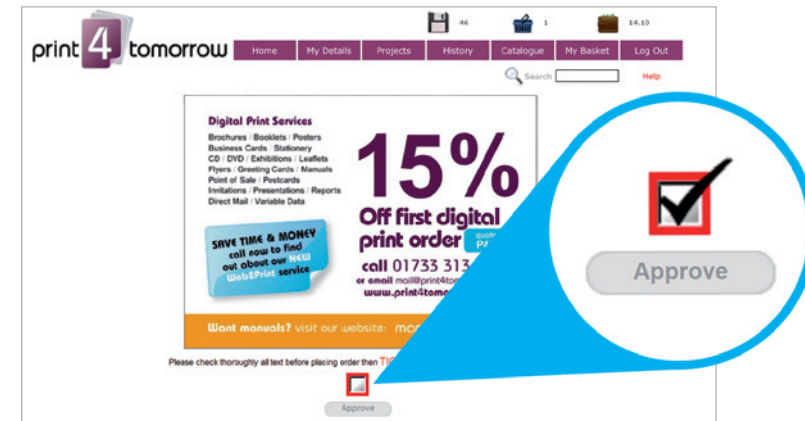 46 1 14.10
print 4 tomorrow
Home My Details Projects History Catalogue My Basket Log Out
Search Help
Digital Print Services
Brochures / Booklets / Posters
Business Cards / Stationery
CD / DVD / Exhibitions / Leaflets
Flyers / Greeting Cards / Manuals
Point of Sale / Postcards
Invitations / Presentations / Reports
Direct Mail / Variable Data
15%
Off first digital
print order
SAVE TIME & MONEY
call now to find
out about our NEW
Web2Print service
call 01733 313
or email mail@print4to
www.print4tomo
Want manuals? visit our website:
Please check thoroughly all text before placing order then
Approve
Approve